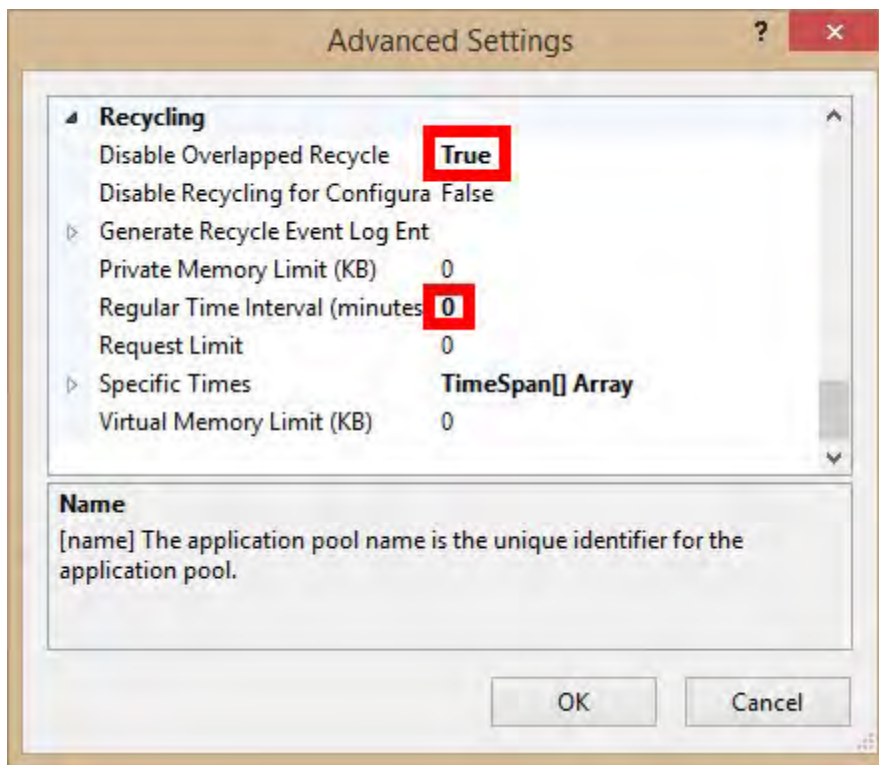 Advanced Settings
?
Recycling
Disable Overlapped Recycle True
Disable Recycling for Configura False
Generate Recycle Event Log Ent
Private Memory Limit (KB) 0
Regular Time Interval (minutes 0
Request Limit 0
Specific Times TimeSpan[] Array
Virtual Memory Limit (KB) 0
Name
[name] The application pool name is the unique identifier for the
application pool.
OK Cancel